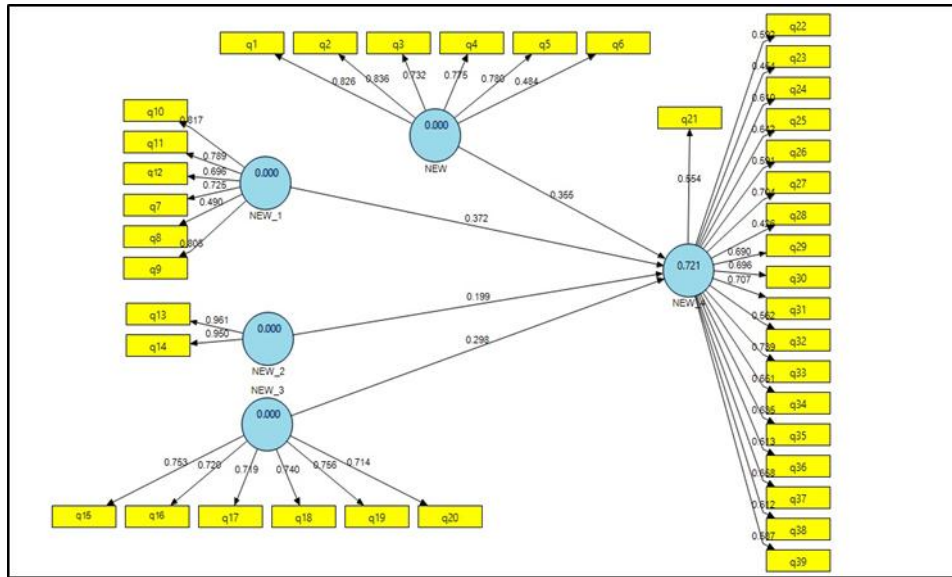 q1
q2
q3
q4
q5
q6
0.826
0.836
0.732
0.775
0.780
0.484
0.000
NEW
q10
q11
q12
q7
q8
q9
0.817
0.789
0.696
0.725
0.490
0.805
0.000
NEW_1
q13
q14
0.961
0.950
0.000
NEW_2
NEW_3
0.000
0.753
0.720
0.719
0.740
0.756
0.714
q15
q16
q17
q18
q19
q20
0.355
0.372
0.199
0.298
q21
0.554
0.721
NEW_4
q22
q23
q24
q25
q26
q27
q28
q29
q30
q31
q32
q33
q34
q35
q36
q37
q38
q39
0.690
0.696
0.707
0.562
0.739